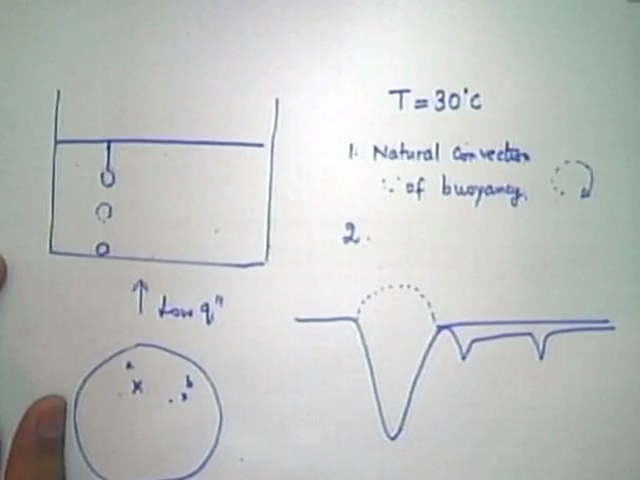 T = 30°C
1. Natural Convection
∵ of buoyancy.
2.
↑ Low q"
a
x
b